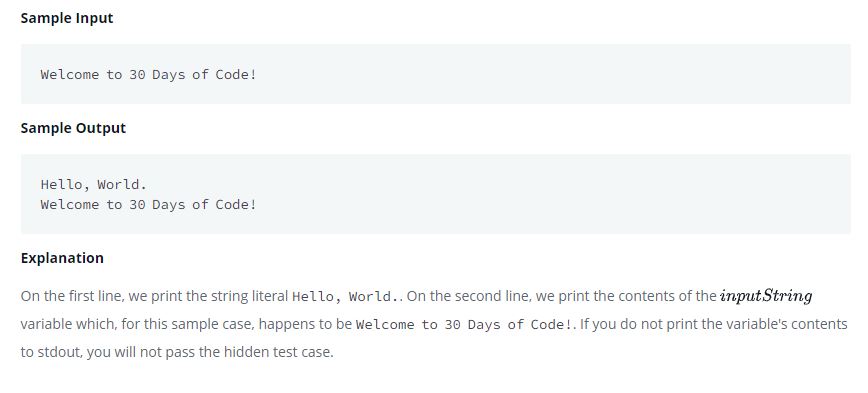 Sample Input
Welcome to 30 Days of Code!
Sample Output
Hello, World.
Welcome to 30 Days of Code!
Explanation
On the first line, we print the string literal Hello, World.. On the second line, we print the contents of the inputString
variable which, for this sample case, happens to be Welcome to 30 Days of Code!. If you do not print the variable's contents
to stdout, you will not pass the hidden test case.